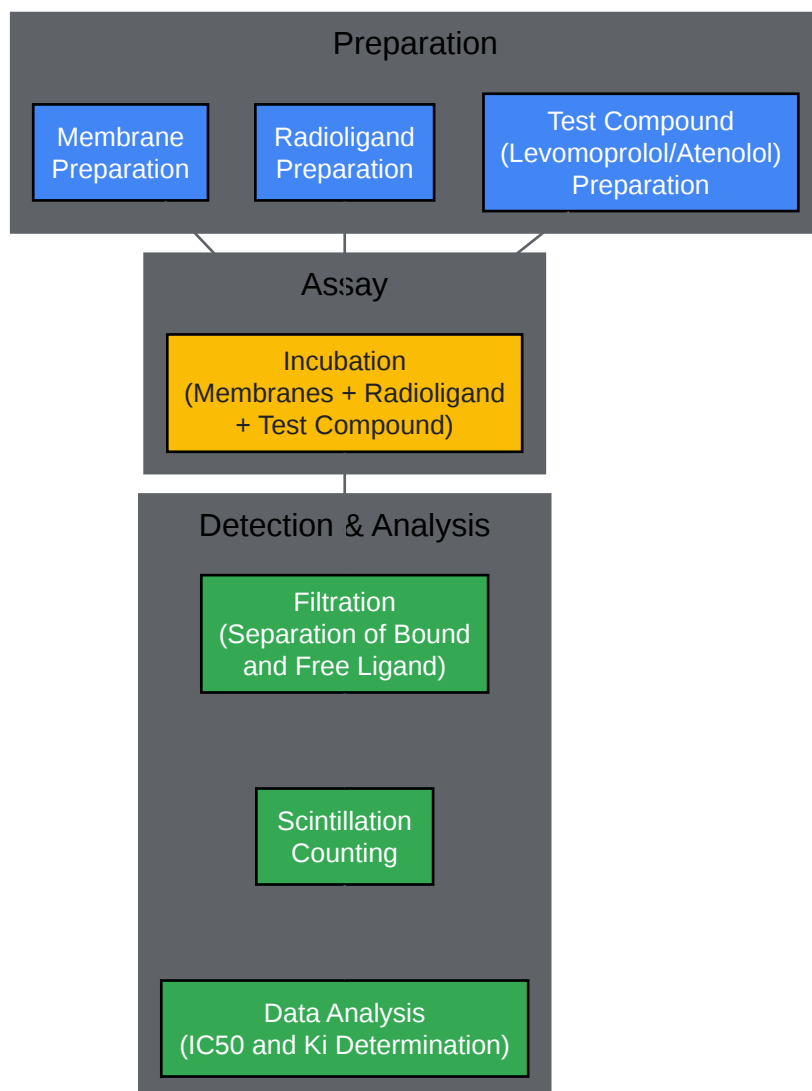 Preparation
Membrane
Preparation
Radioligand
Preparation
Test Compound
(Levomoprolol/Atenolol)
Preparation
Assay
Incubation
(Membranes + Radioligand
+ Test Compound)
Detection & Analysis
Filtration
(Separation of Bound
and Free Ligand)
Scintillation
Counting
Data Analysis
(IC50 and Ki Determination)